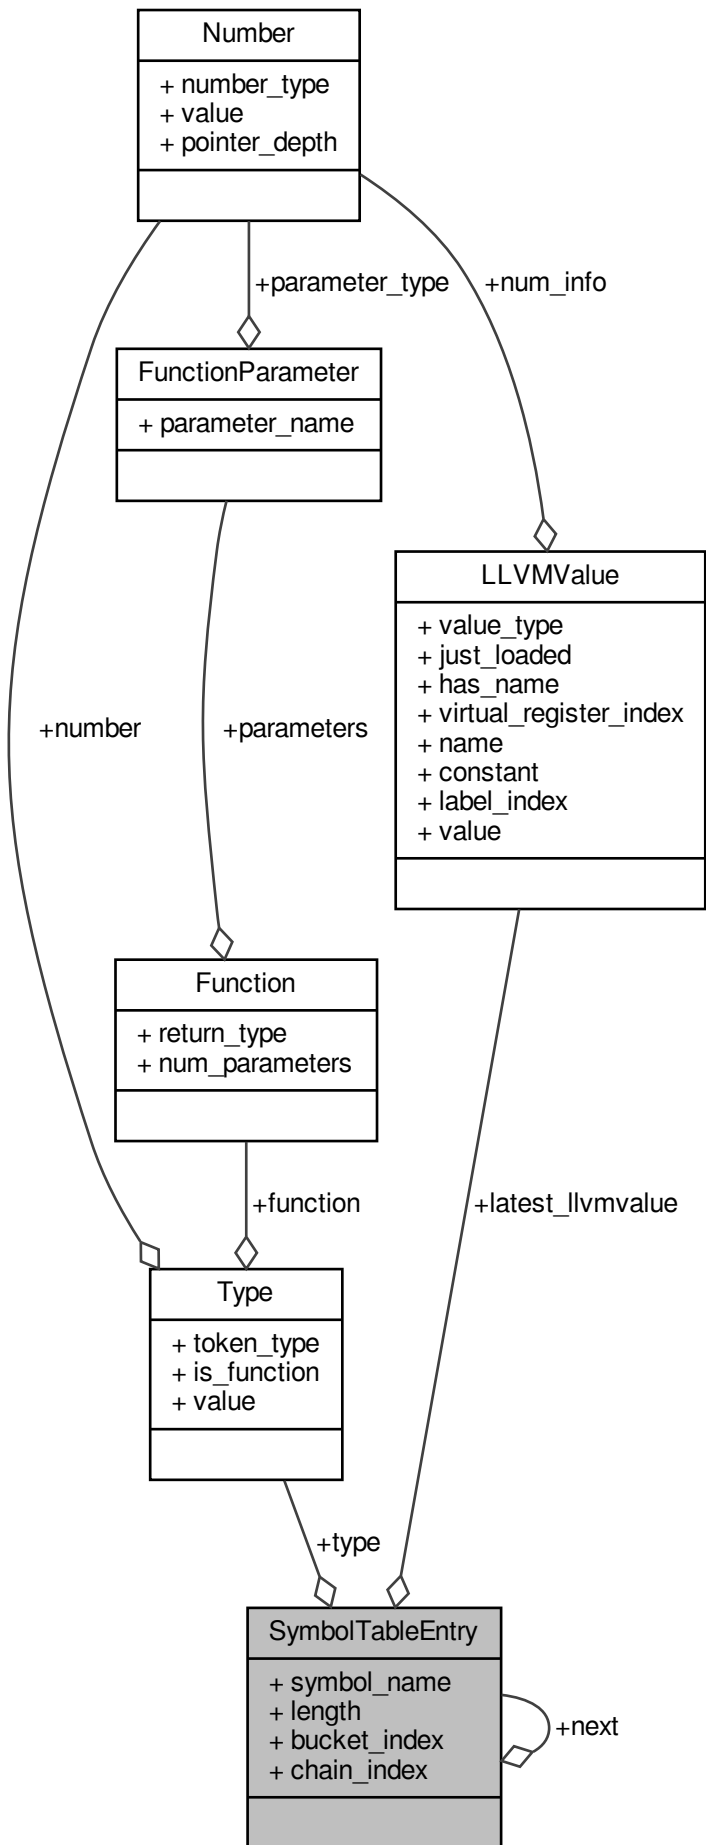 Number
+ number_type
+ value
+ pointer_depth
+parameter_type
+num_info
FunctionParameter
+ parameter_name
LLVMValue
+ value_type
+ just_loaded
+ has_name
+ virtual_register_index
+ name
+ constant
+ label_index
+ value
+number
+parameters
Function
+ return_type
+ num_parameters
+function
+latest_llvmvalue
Type
+ token_type
+ is_function
+ value
+type
SymbolTableEntry
+ symbol_name
+ length
+ bucket_index
+ chain_index
+next